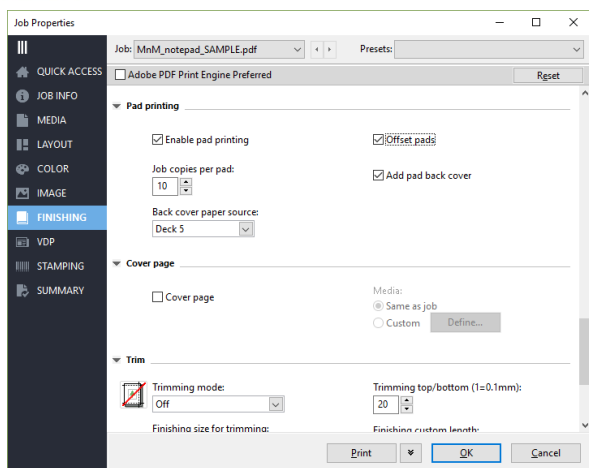 Job Properties
Job: MnM_notepad_SAMPLE.pdf Presets:
QUICK ACCESS
JOB INFO
MEDIA
LAYOUT
COLOR
IMAGE
FINISHING
VDP
STAMPING
SUMMARY
Adobe PDF Print Engine Preferred Reset
Pad printing
Enable pad printing Offset pads
Job copies per pad:
10 Add pad back cover
Back cover paper source:
Deck 5
Cover page
Cover page Media:
Same as job
Custom Define...
Trim
Trimming mode: Trimming top/bottom (1=0.1mm):
Off 20
Finishing size for trimming: Finishing custom length:
Print OK Cancel